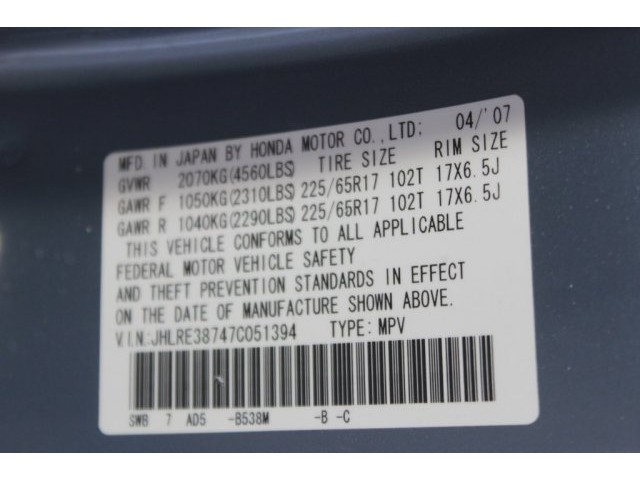 MFD. IN JAPAN BY HONDA MOTOR CO.,LTD: 04/'07
GVWR 2070KG(4560LBS) TIRE SIZE RIM SIZE
GAWR F 1050KG(2310LBS) 225/65R17 102T 17X6.5J
GAWR R 1040KG(2290LBS) 225/65R17 102T 17X6.5J
THIS VEHICLE CONFORMS TO ALL APPLICABLE
FEDERAL MOTOR VEHICLE SAFETY
AND THEFT PREVENTION STANDARDS IN EFFECT
ON THE DATE OF MANUFACTURE SHOWN ABOVE.
V.I.N:JHLRE38747C051394 TYPE: MPV
SWB 7 AD5 -B538M -B -C